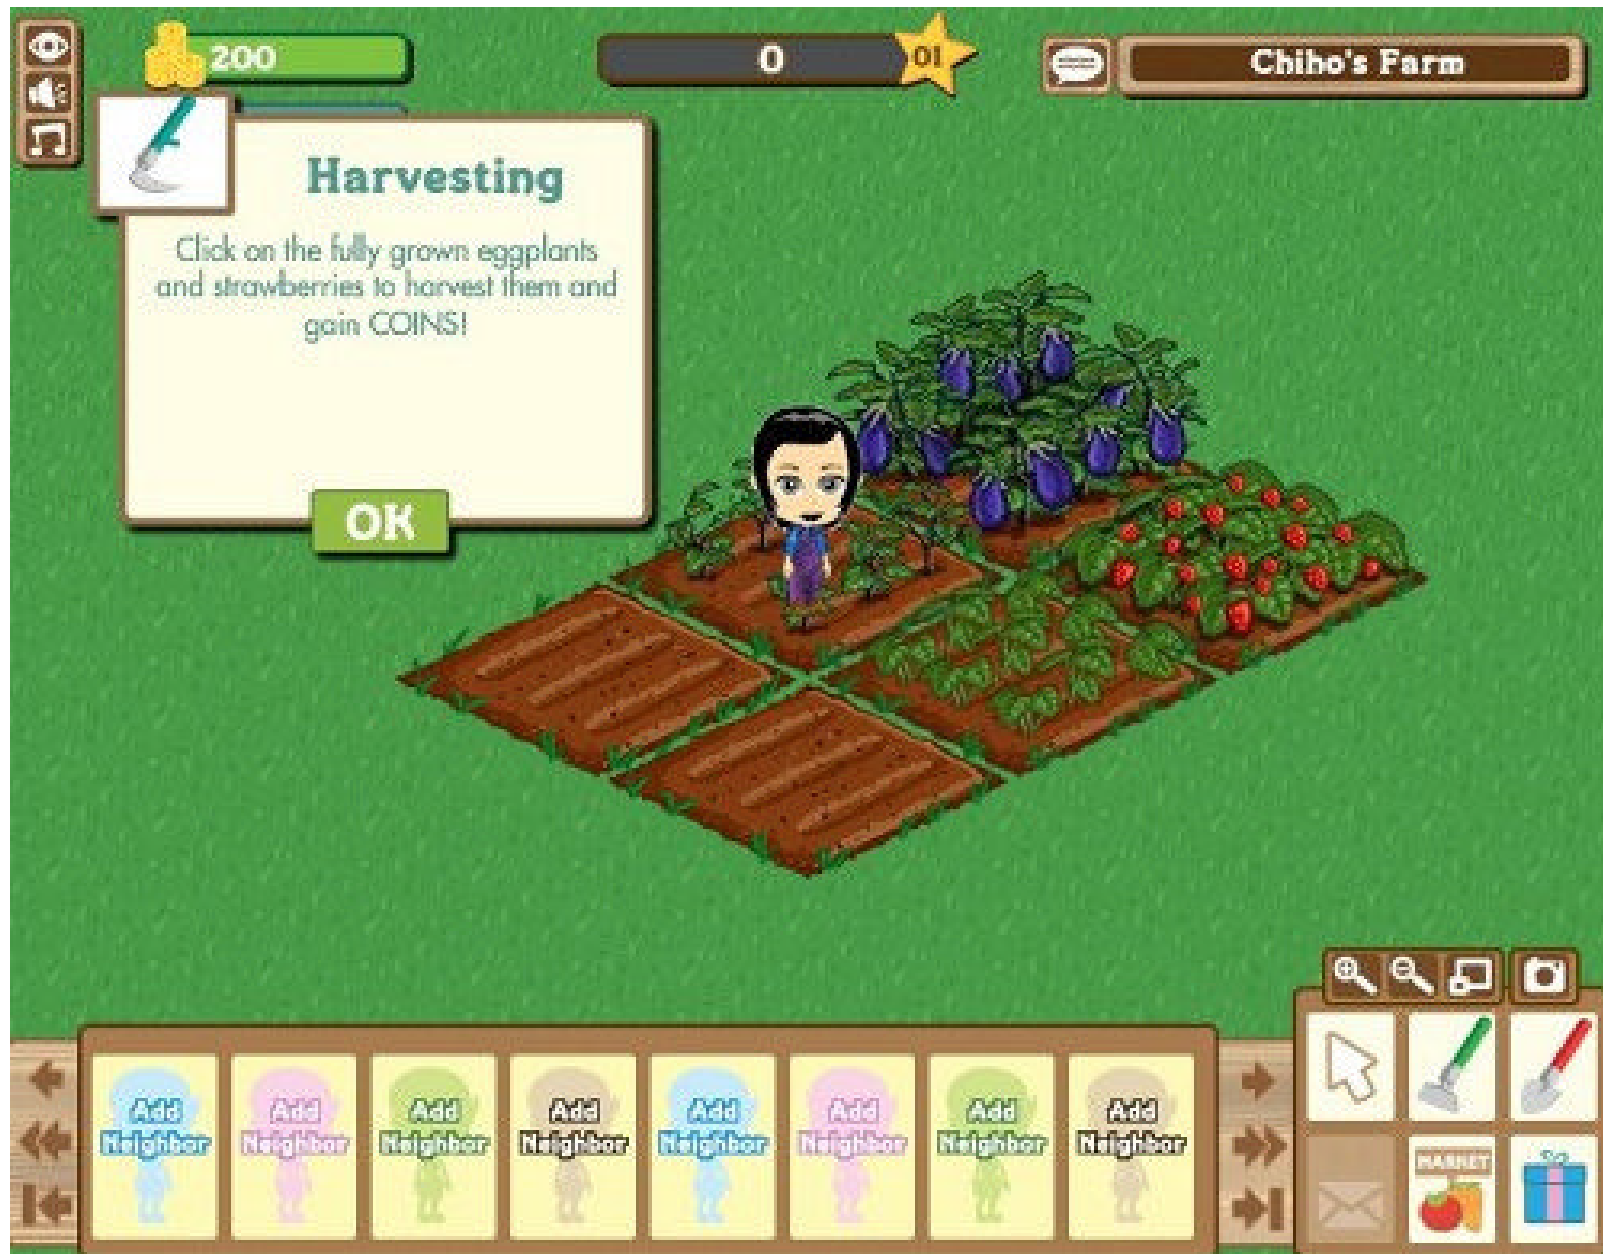 200
0
01
Chiho's Farm
Harvesting
Click on the fully grown eggplants
and strawberries to harvest them and
gain COINS!
OK
Add
Neighbor
Add
Neighbor
Add
Neighbor
Add
Neighbor
Add
Neighbor
Add
Neighbor
Add
Neighbor
Add
Neighbor
MARKET